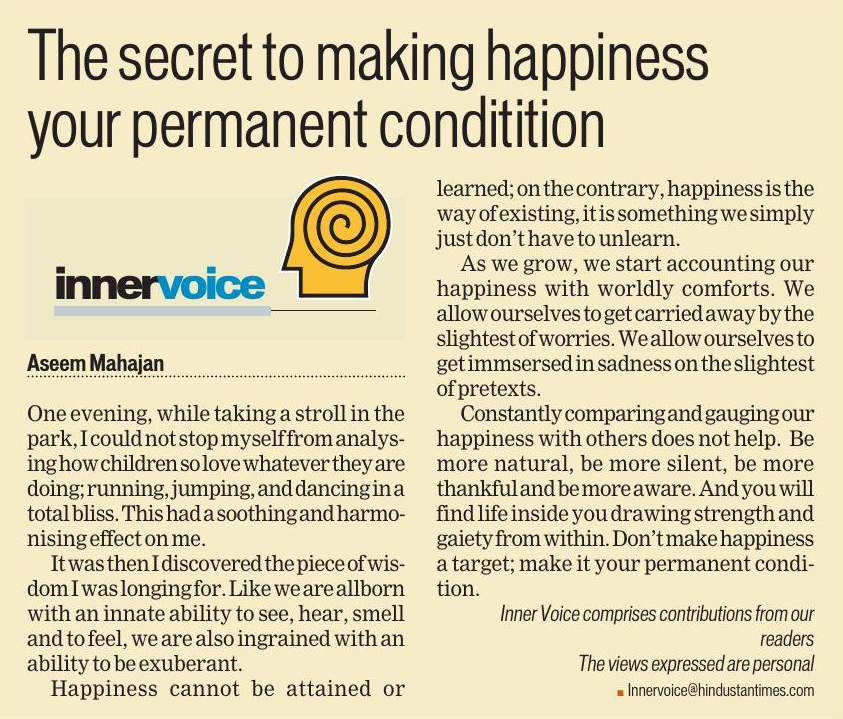 The secret to making happiness
your permanent conditition
innervoice
Aseem Mahajan
One evening, while taking a stroll in the
park, I could not stop myself from analys-
ing how children so love whatever they are
doing; running, jumping, and dancing in a
total bliss. This had a soothing and harmo-
nising effect on me.
It was then I discovered the piece of wis-
dom I was longing for. Like we are allborn
with an innate ability to see, hear, smell
and to feel, we are also ingrained with an
ability to be exuberant.
Happiness cannot be attained or
learned; on the contrary, happiness is the
way of existing, it is something we simply
just don't have to unlearn.
As we grow, we start accounting our
happiness with worldly comforts. We
allow ourselves to get carried away by the
slightest of worries. We allow ourselves to
get immsersed in sadness on the slightest
of pretexts.
Constantly comparing and gauging our
happiness with others does not help. Be
more natural, be more silent, be more
thankful and be more aware. And you will
find life inside you drawing strength and
gaiety from within. Don't make happiness
a target; make it your permanent condi-
tion.
Inner Voice comprises contributions from our
readers
The views expressed are personal
■ Innervoice@hindustantimes.com